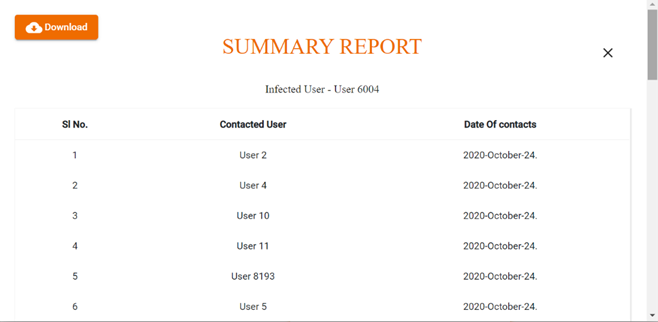 Download
SUMMARY REPORT
Infected User - User 6004
Sl No. Contacted User Date Of contacts
1 User 2 2020-October-24.
2 User 4 2020-October-24.
3 User 10 2020-October-24.
4 User 11 2020-October-24.
5 User 8193 2020-October-24.
6 User 5 2020-October-24.